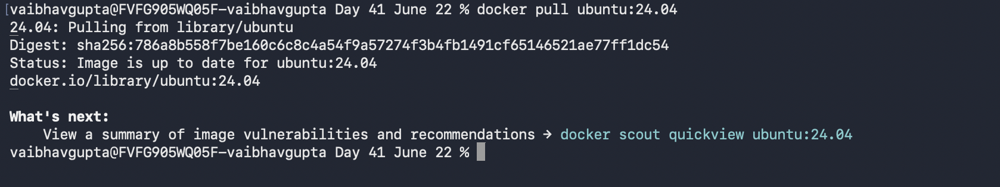 [vaibhavgupta@FVFG905WQ05F-vaibhavgupta Day 41 June 22 % docker pull ubuntu:24.04
24.04: Pulling from library/ubuntu
Digest: sha256:786a8b558f7be160c6c8c4a54f9a57274f3b4fb1491cf65146521ae77ff1dc54
Status: Image is up to date for ubuntu:24.04
docker.io/library/ubuntu:24.04
What's next:
View a summary of image vulnerabilities and recommendations → docker scout quickview ubuntu:24.04
vaibhavgupta@FVFG905WQ05F-vaibhavgupta Day 41 June 22 %